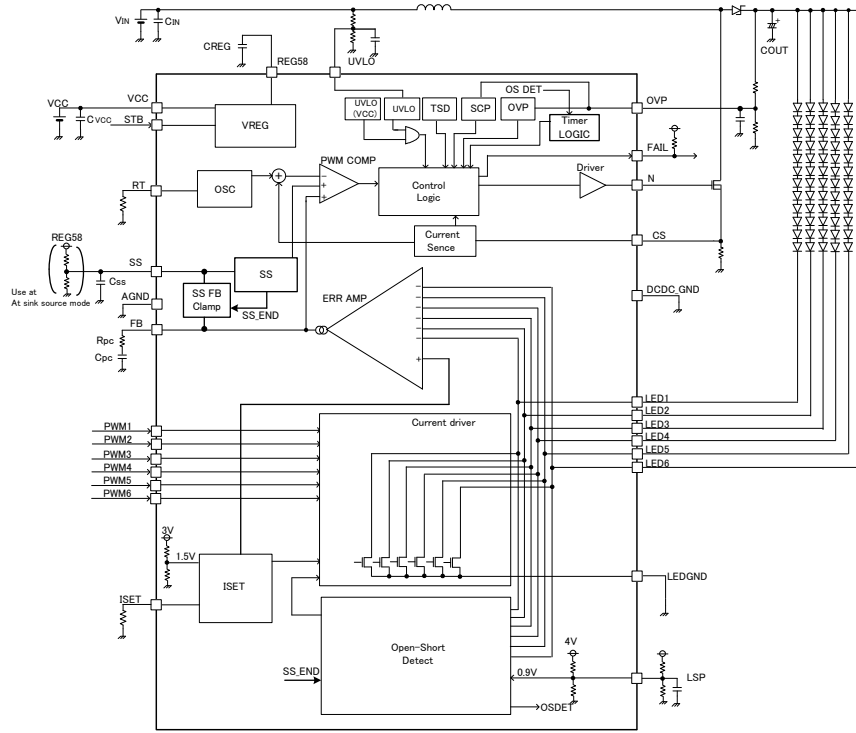 VIN
CIN
CREG
REG58
UVLO
COUT
VCC
VCC
CVCC
STB
VREG
UVLO
(VCC)
UVLO
TSD
SCP
OVP
OS DET
Timer
LOGIC
OVP
FAIL
PWM COMP
Driver
RT
OSC
Control
Logic
N
Current
Sence
CS
REG58
Use at
At sink source mode
SS
Css
SS
SS FB
Clamp
SS_END
ERR AMP
DCDC_GND
AGND
FB
Rpc
Cpc
LED1
LED2
LED3
LED4
LED5
LED6
PWM1
PWM2
PWM3
PWM4
PWM5
PWM6
Current driver
3V
1.5V
ISET
ISET
LEDGND
Open-Short
Detect
SS_END
4V
0.9V
LSP
OSDET